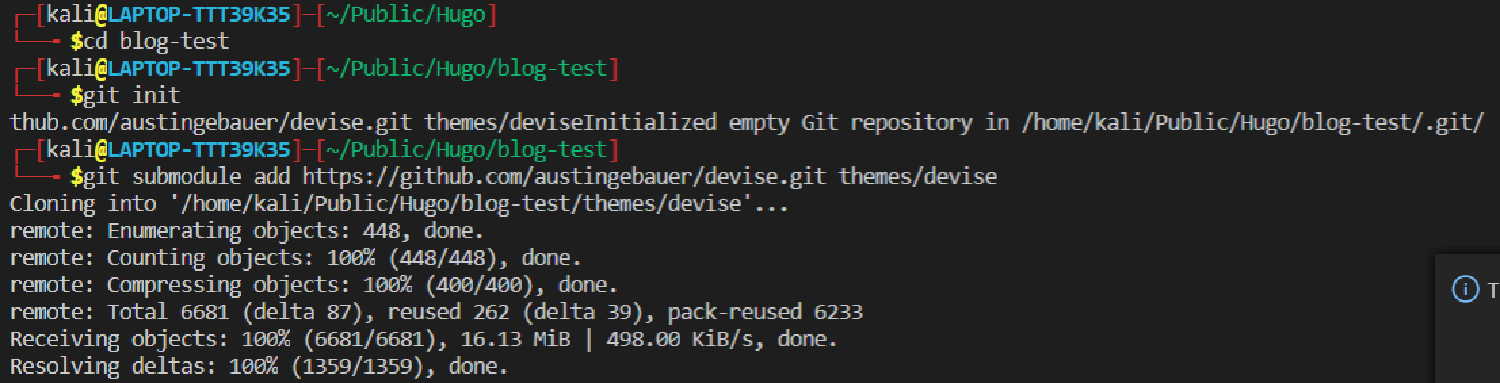 ┌─[kali@LAPTOP-TTT39K35]─[~/Public/Hugo]
└──╼ $cd blog-test
┌─[kali@LAPTOP-TTT39K35]─[~/Public/Hugo/blog-test]
└──╼ $git init
thub.com/austingebauer/devise.git themes/deviseInitialized empty Git repository in /home/kali/Public/Hugo/blog-test/.git/
┌─[kali@LAPTOP-TTT39K35]─[~/Public/Hugo/blog-test]
└──╼ $git submodule add https://github.com/austingebauer/devise.git themes/devise
Cloning into '/home/kali/Public/Hugo/blog-test/themes/devise'...
remote: Enumerating objects: 448, done.
remote: Counting objects: 100% (448/448), done.
remote: Compressing objects: 100% (400/400), done.
remote: Total 6681 (delta 87), reused 262 (delta 39), pack-reused 6233
Receiving objects: 100% (6681/6681), 16.13 MiB | 498.00 KiB/s, done.
Resolving deltas: 100% (1359/1359), done.